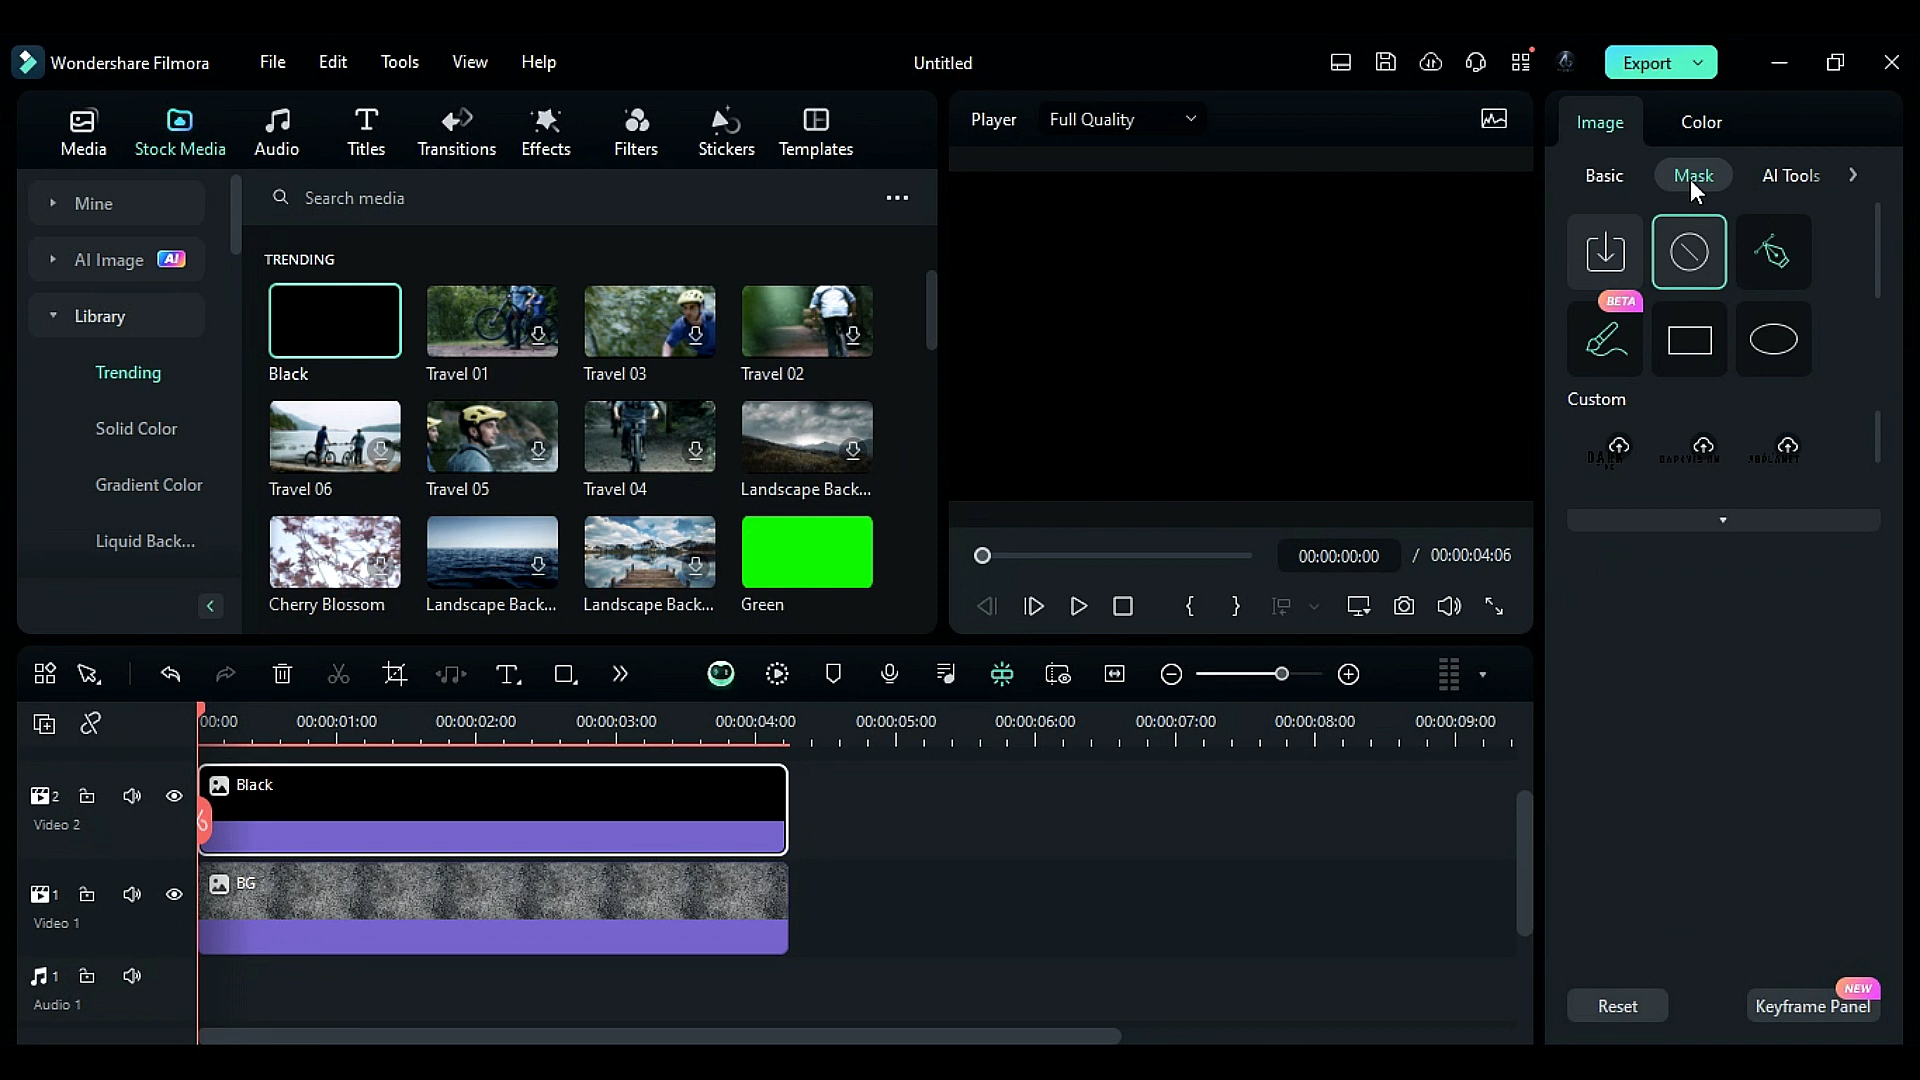 Wondershare Filmora File Edit Tools View Help Untitled Export
Media Stock Media Audio Titles Transitions Effects Filters Stickers Templates
Mine
AI Image AI
Library
Trending
Solid Color
Gradient Color
Liquid Back...
Search media
TRENDING
Black Travel 01 Travel 03 Travel 02
Travel 06 Travel 05 Travel 04 Landscape Back...
Cherry Blossom Landscape Back... Landscape Back... Green
Player Full Quality
00:00:00:00 / 00:00:04:06
Image Color
Basic Mask AI Tools
BETA
Custom
Reset Keyframe Panel NEW
00:00 00:00:01:00 00:00:02:00 00:00:03:00 00:00:04:00 00:00:05:00 00:00:06:00 00:00:07:00 00:00:08:00 00:00:09:00
2 Black
Video 2
1 BG
Video 1
1
Audio 1